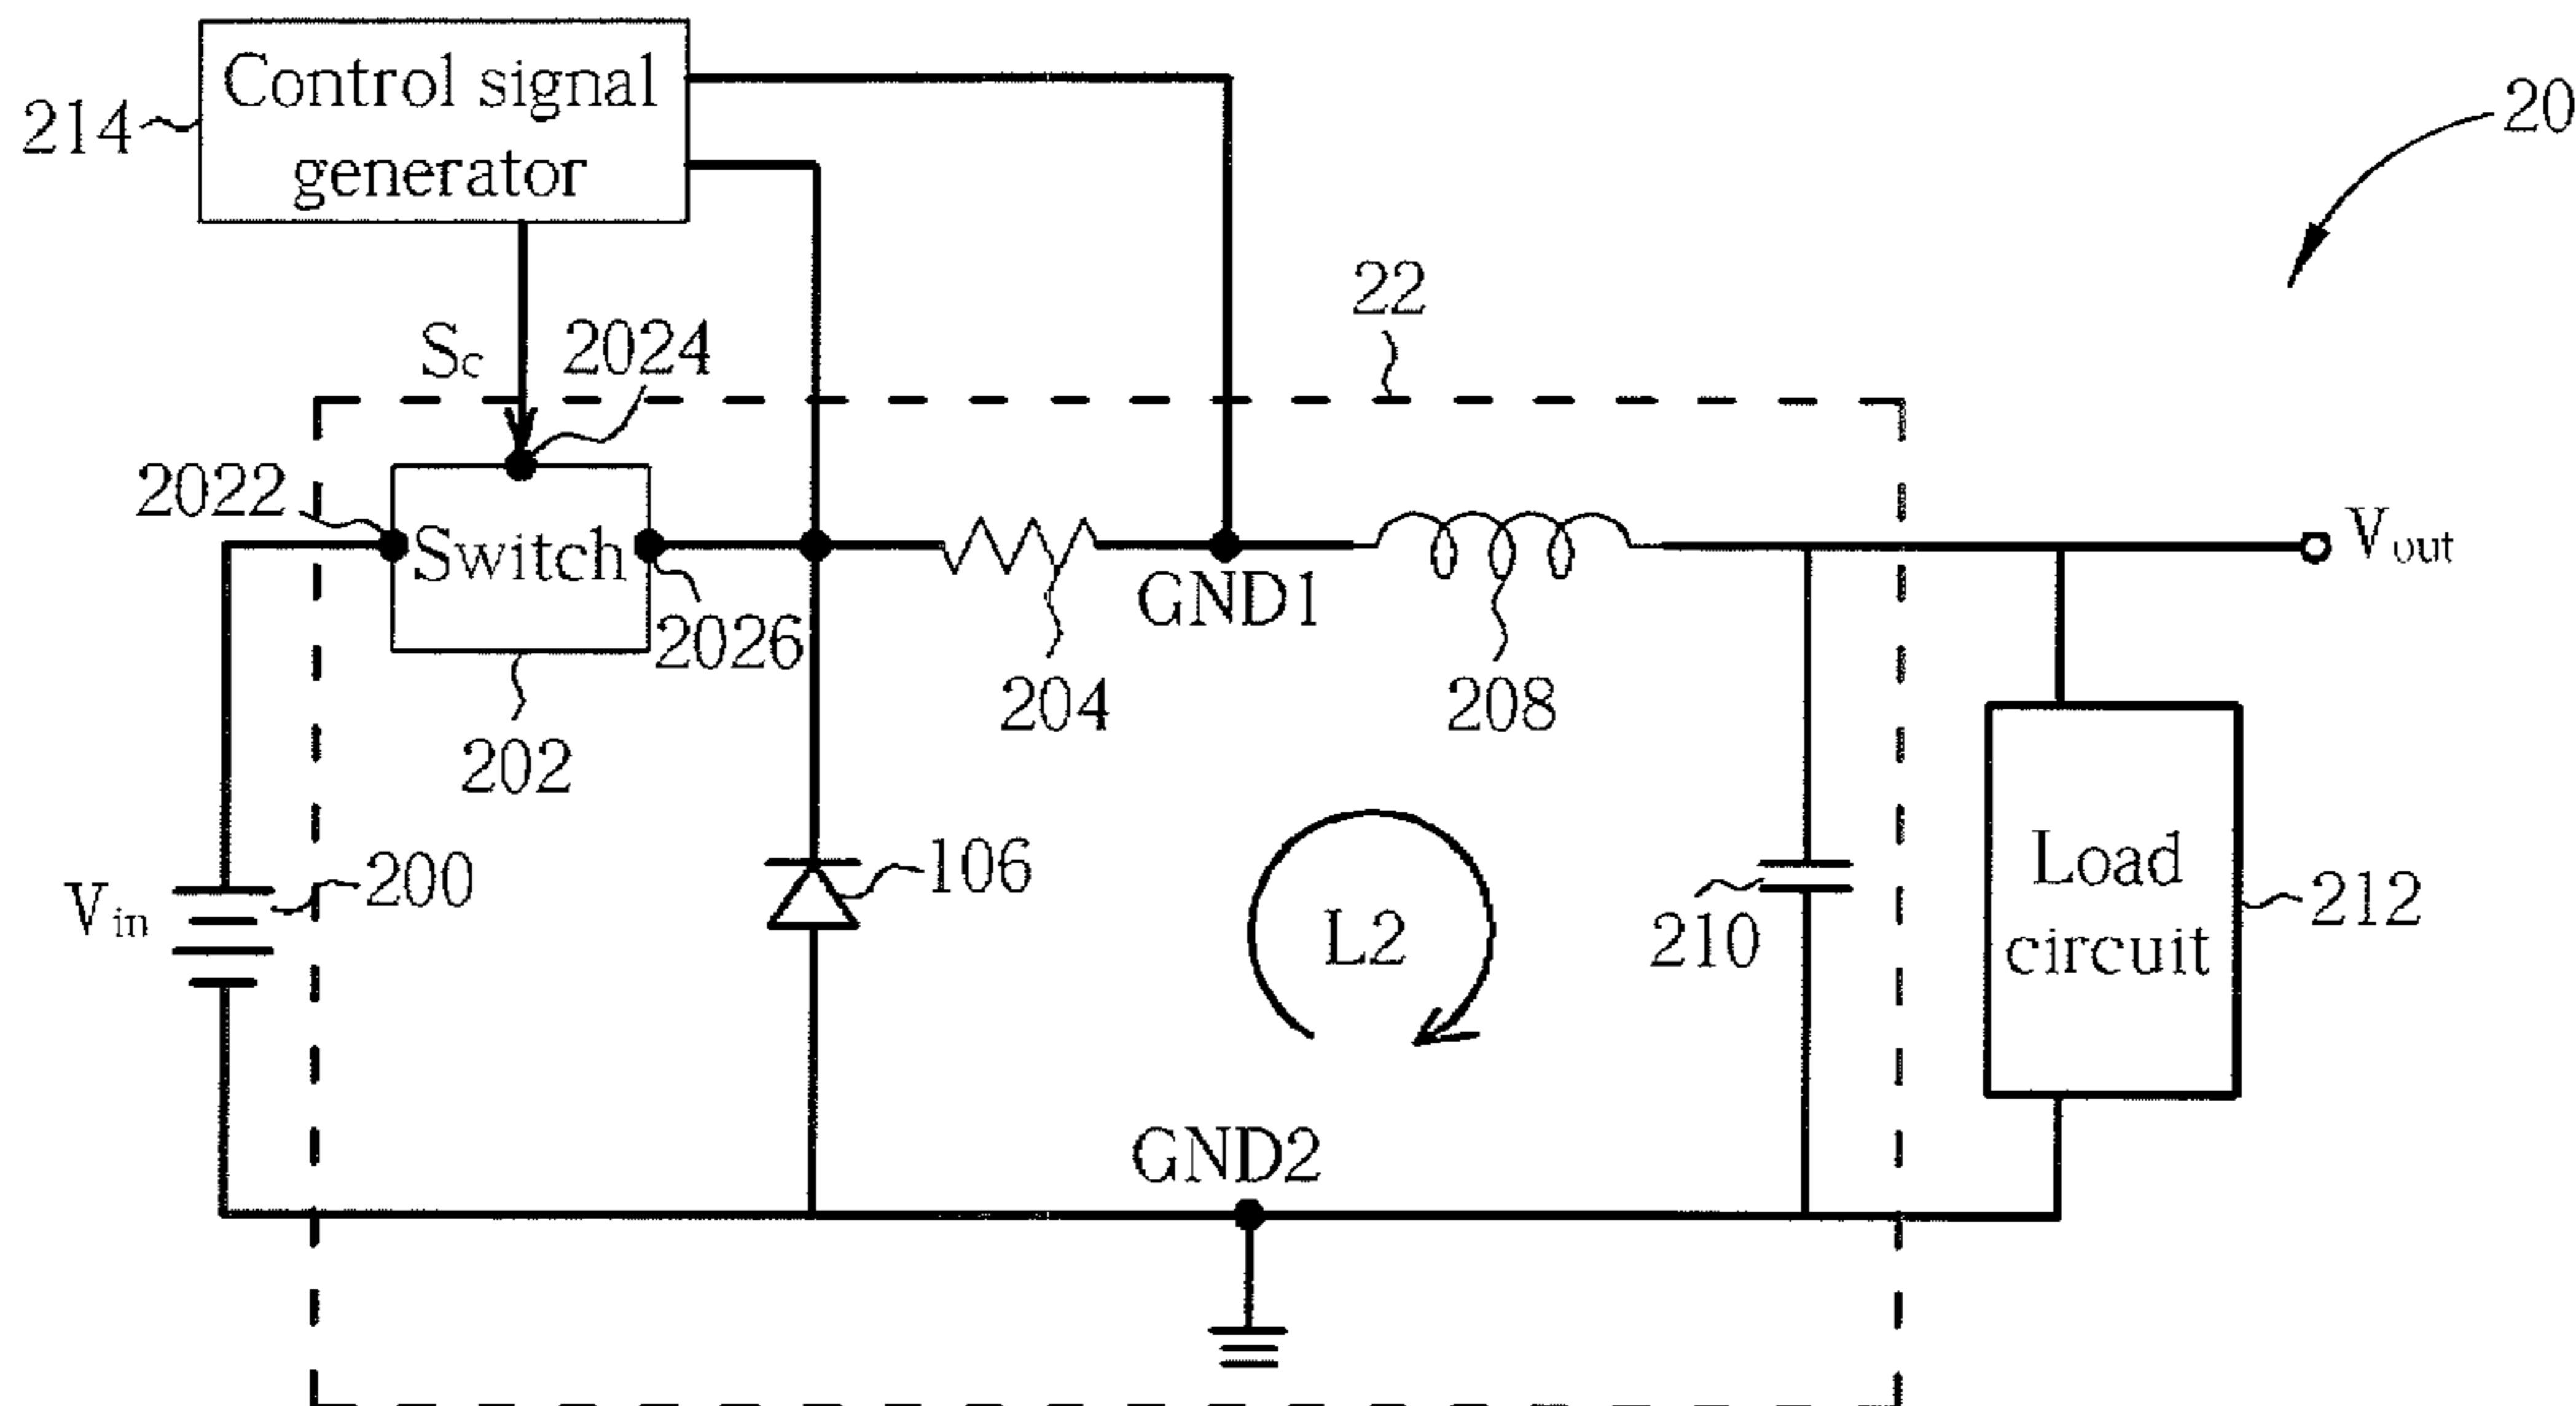 Control signal
generator
214
20
22
Sc
2024
2022
Switch
2026
202
204
GND1
208
Vout
Vin
200
106
L2
210
Load
circuit
212
GND2